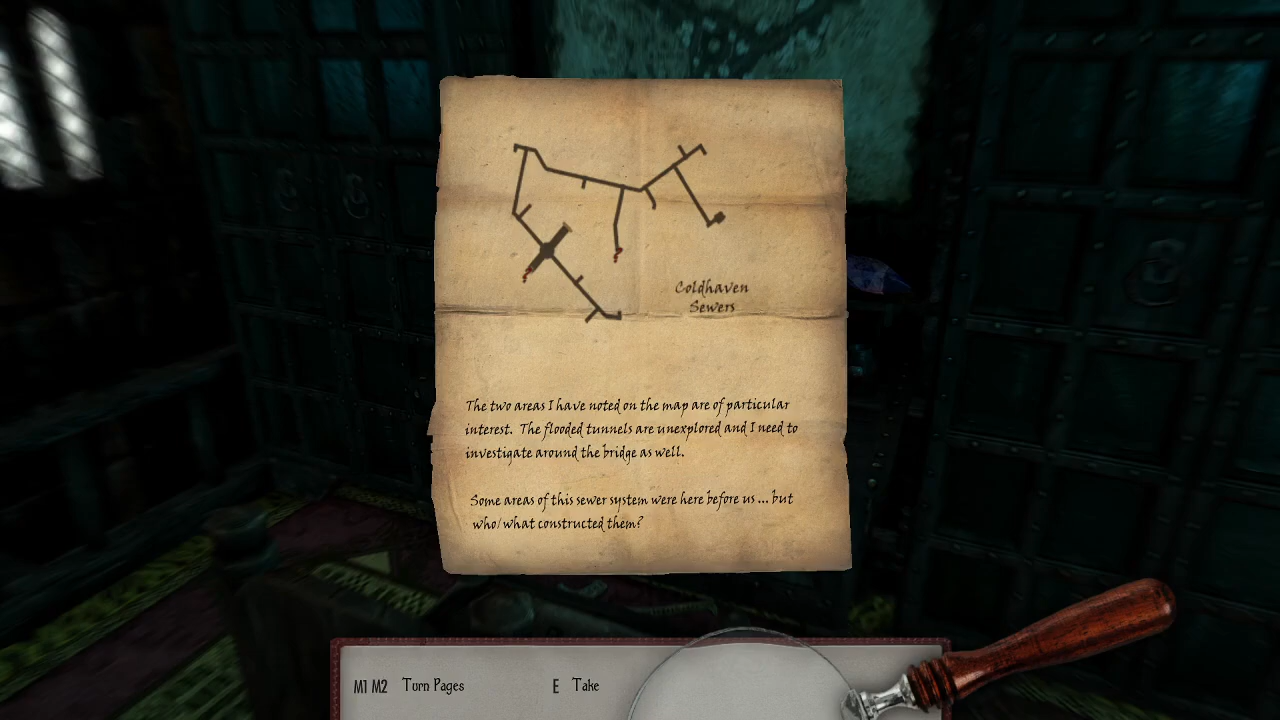 Coldhaven
Sewers
The two areas I have noted on the map are of particular
interest. The flooded tunnels are unexplored and I need to
investigate around the bridge as well.
Some areas of this sewer system were here before us ... but
who/what constructed them?
M1 M2 Turn Pages E Take